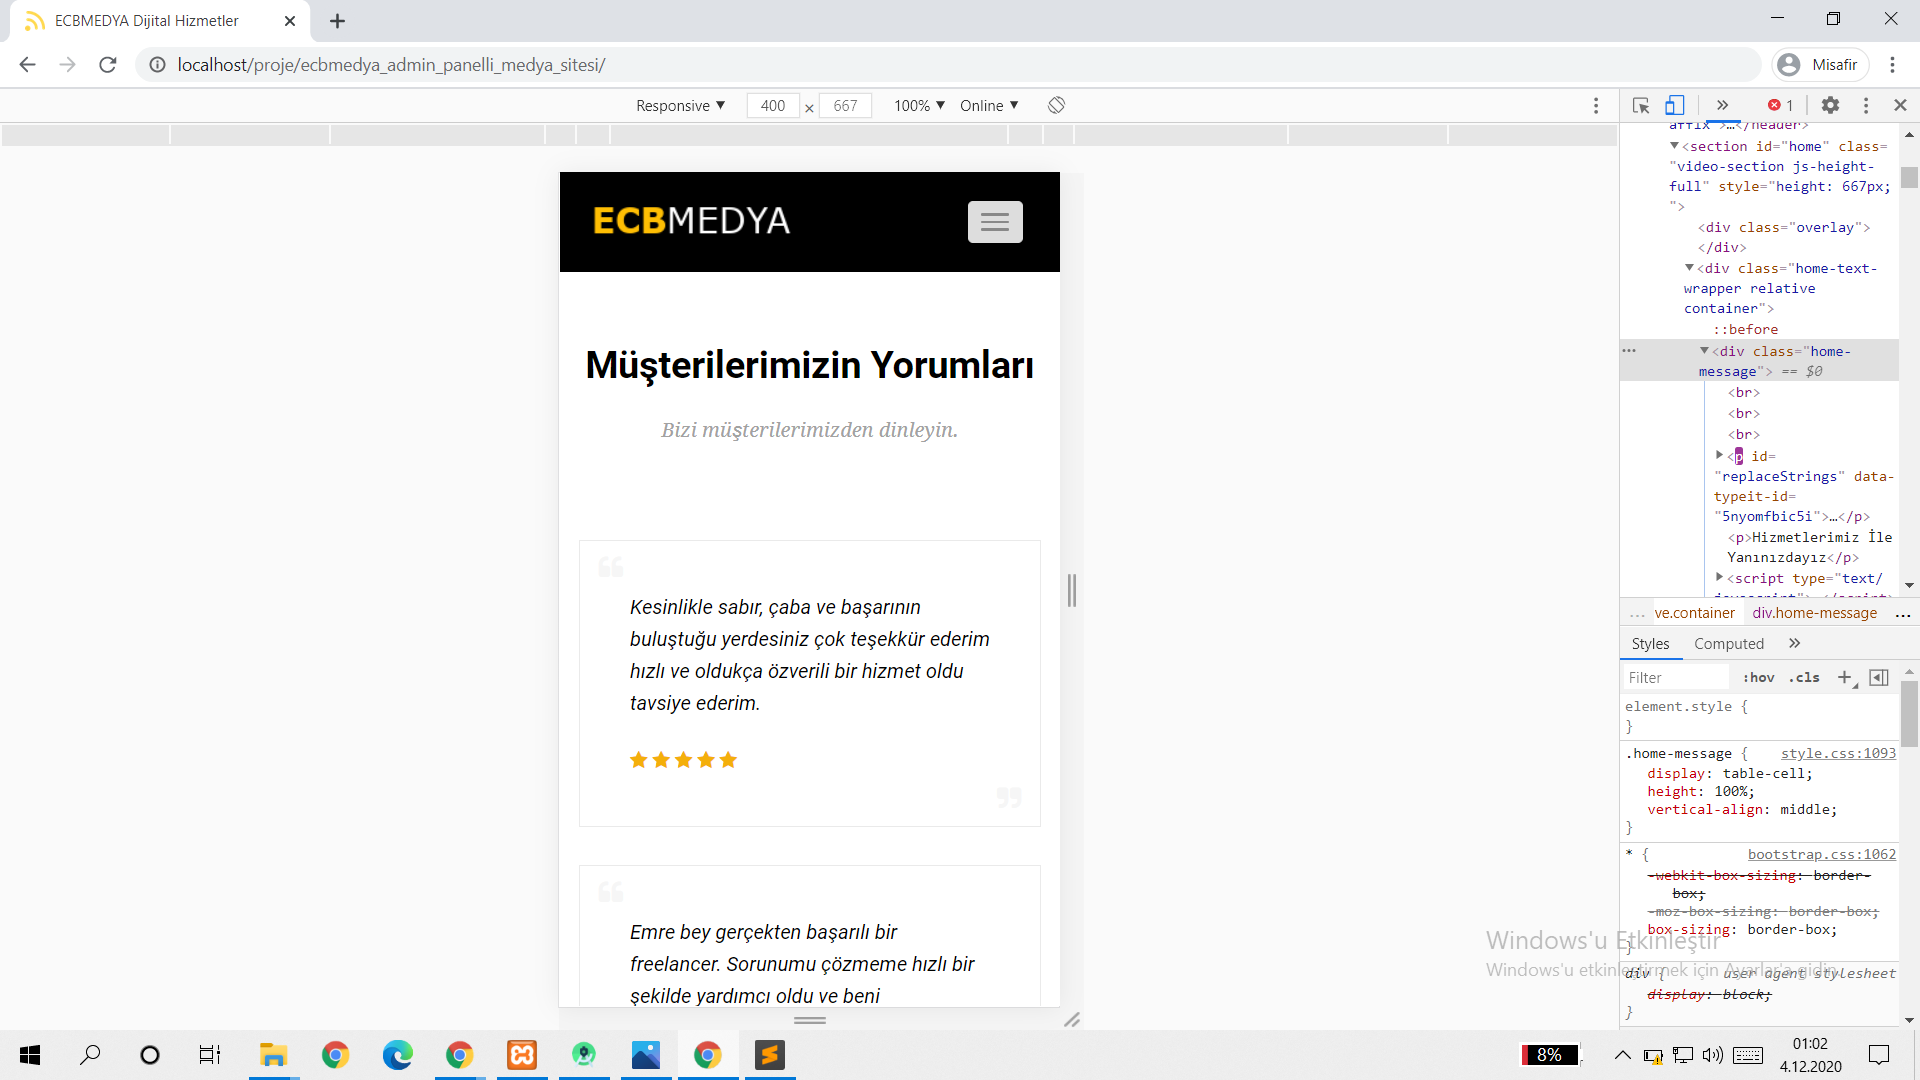 ECBMEDYA Dijital Hizmetler
localhost/proje/ecbmedya_admin_panelli_medya_sitesi/
Misafir
Responsive ▼ 400 × 667 100% ▼ Online ▼
1
ECBMEDYA
Müşterilerimizin Yorumları
Bizi müşterilerimizden dinleyin.
Kesinlikle sabır, çaba ve başarının
buluştuğu yerdesiniz çok teşekkür ederim
hızlı ve oldukça özverili bir hizmet oldu
tavsiye ederim.
Emre bey gerçekten başarılı bir
freelancer. Sorunumu çözmeme hızlı bir
şekilde yardımcı oldu ve beni
affix">…</header>
<section id="home" class=
"video-section js-height-
full" style="height: 667px;
">
<div class="overlay">
</div>
<div class="home-text-
wrapper relative
container">
::before
<div class="home-
message"> == $0
<br>
<br>
<br>
<p id=
"replaceStrings" data-
typeit-id=
"5nyomfbic5i">…</p>
<p>Hizmetlerimiz İle
Yanınızdayız</p>
<script type="text/
javascript">…</script>
... ve.container div.home-message ...
Styles Computed
Filter :hov .cls
element.style {
}
.home-message { style.css:1093
display: table-cell;
height: 100%;
vertical-align: middle;
}
* { bootstrap.css:1062
-webkit-box-sizing: border-
box;
-moz-box-sizing: border-box;
box-sizing: border-box;
}
div { user agent stylesheet
display: block;
}
Windows'u Etkinleştir
Windows'u etkinleştirmek için Ayarlar'a gidin.
8%
01:02
4.12.2020